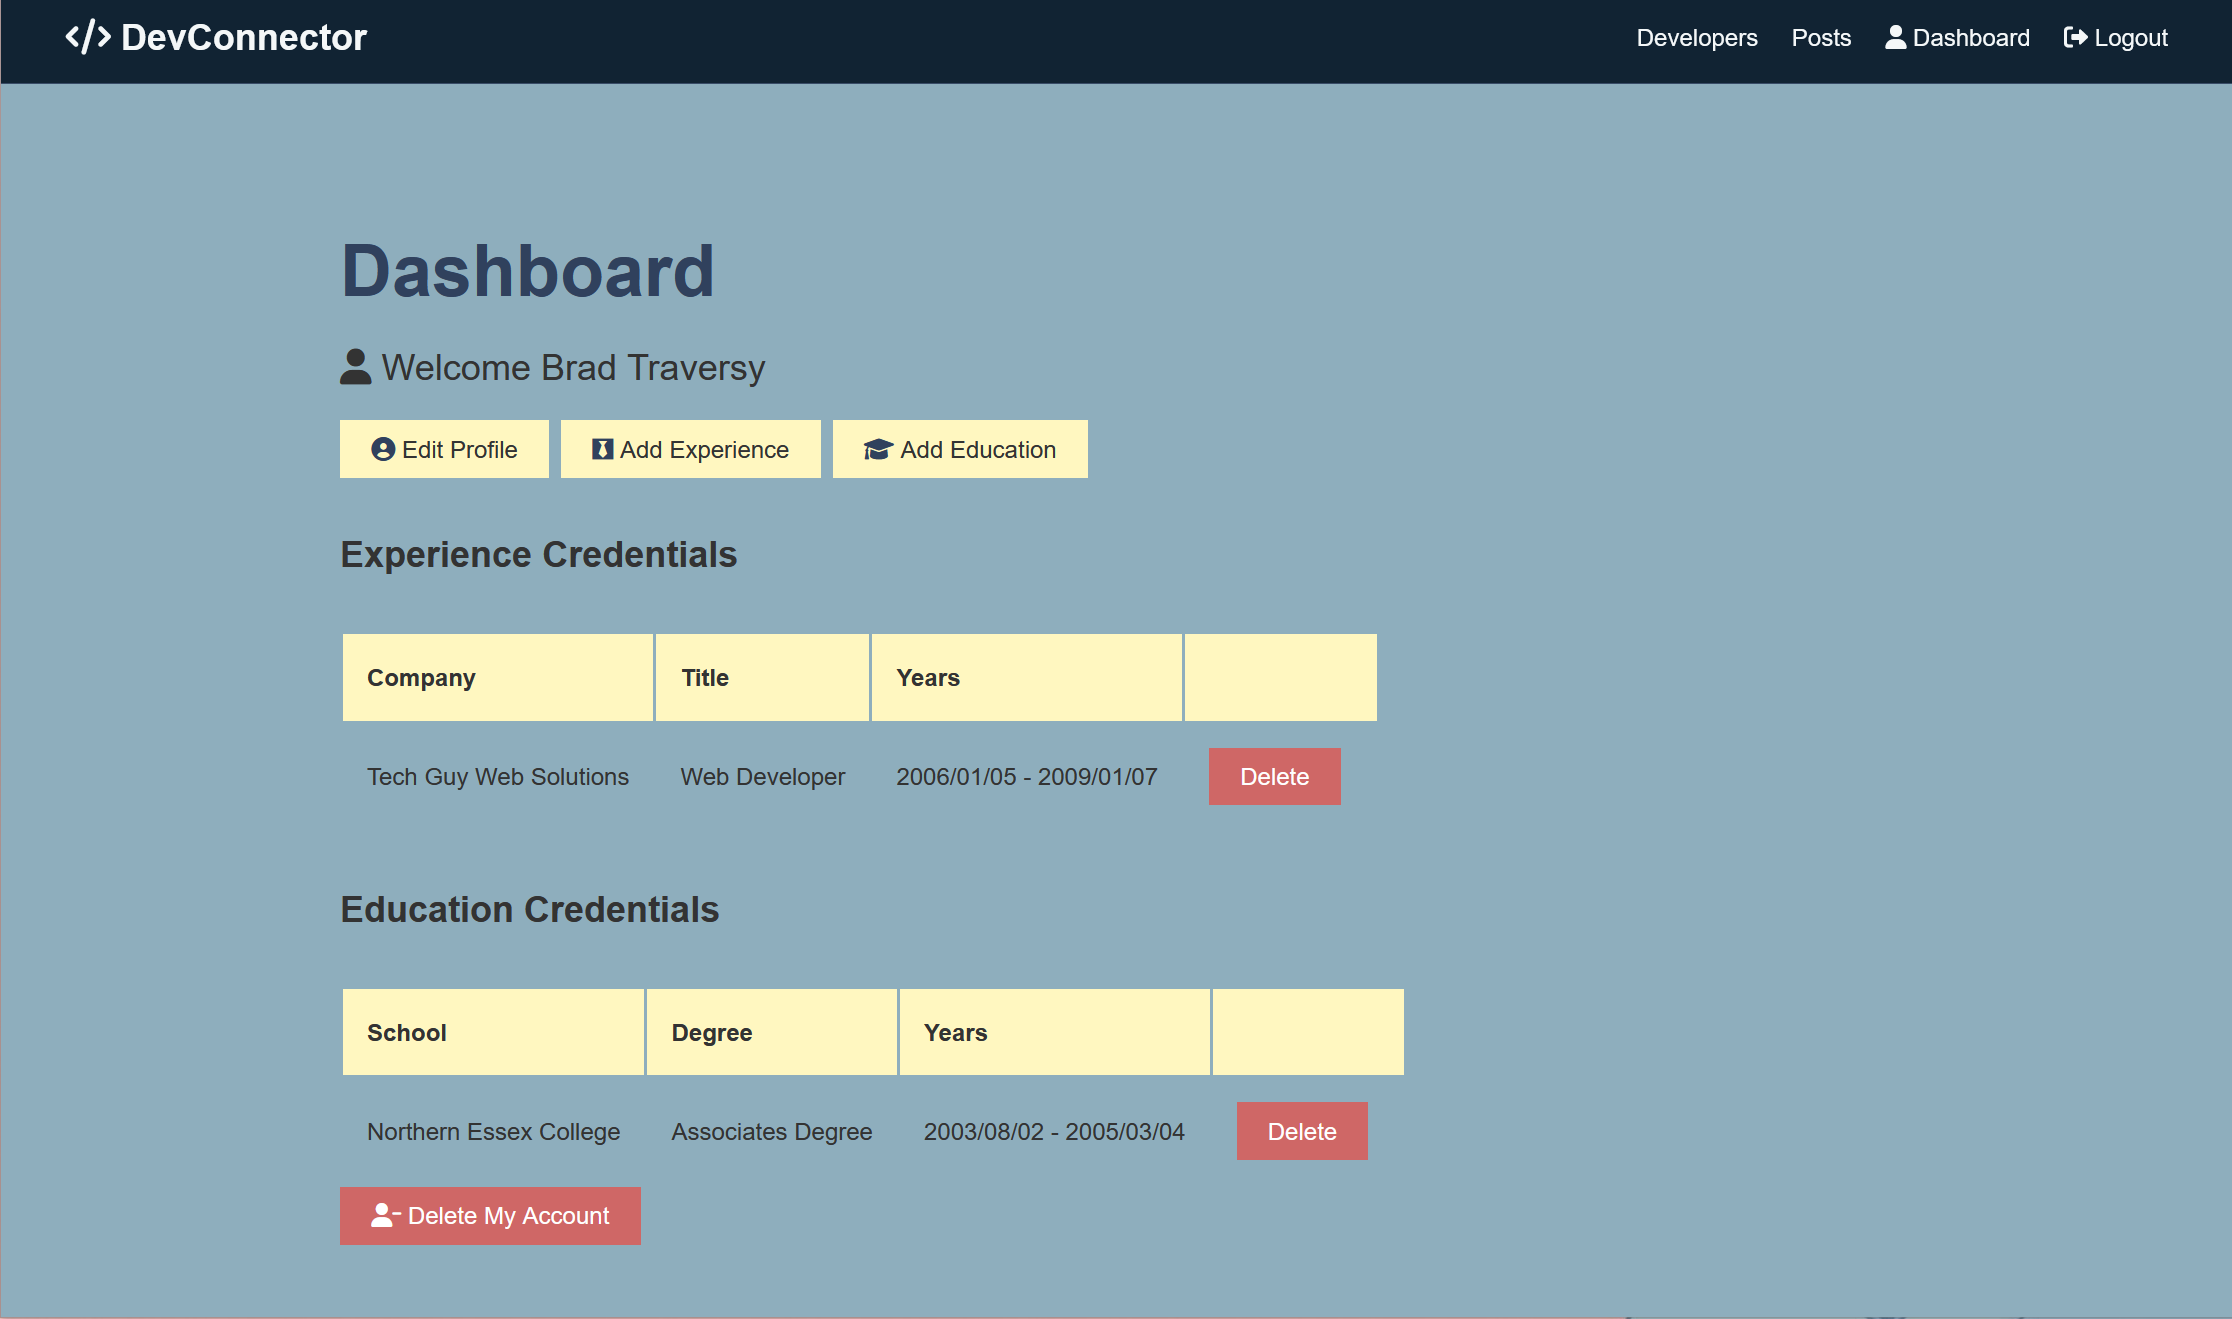 DevConnector
Developers Posts Dashboard Logout
Dashboard
Welcome Brad Traversy
Edit Profile Add Experience Add Education
Experience Credentials
Company Title Years
Tech Guy Web Solutions Web Developer 2006/01/05 - 2009/01/07 Delete
Education Credentials
School Degree Years
Northern Essex College Associates Degree 2003/08/02 - 2005/03/04 Delete
Delete My Account